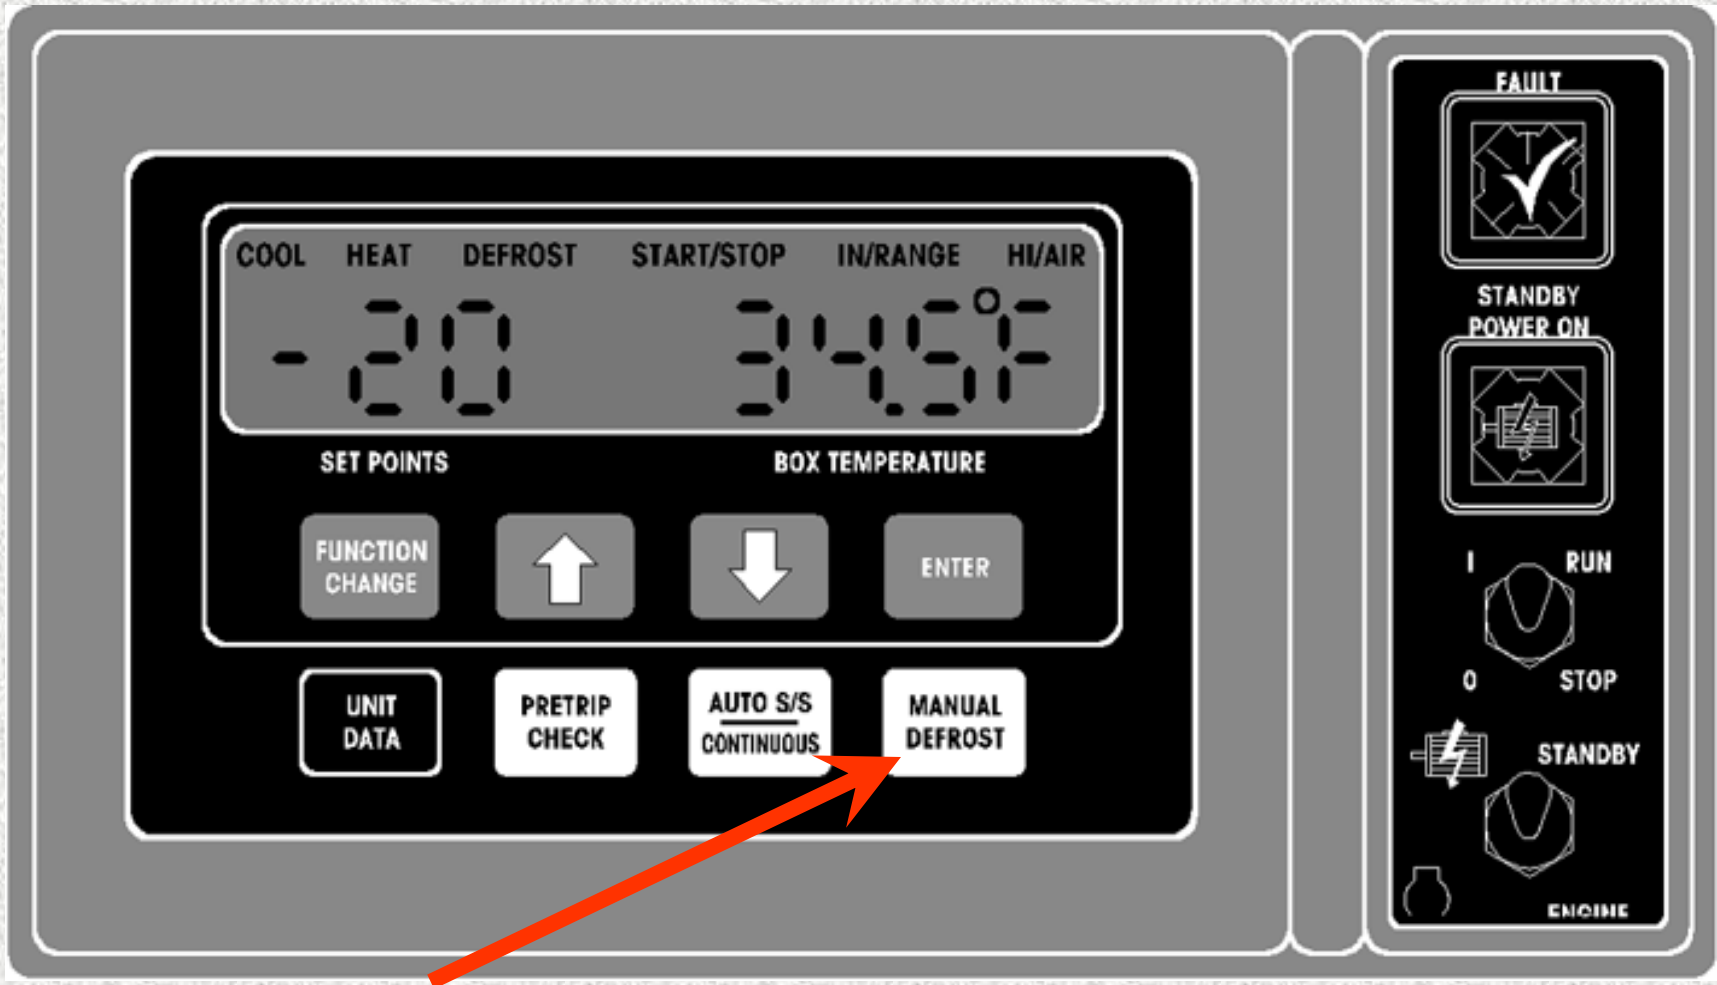 COOL HEAT DEFROST START/STOP IN/RANGE HI/AIR
-20 34.5°F
SET POINTS BOX TEMPERATURE
FUNCTION
CHANGE
ENTER
UNIT
DATA
PRETRIP
CHECK
AUTO S/S
CONTINUOUS
MANUAL
DEFROST
FAULT
STANDBY
POWER ON
I RUN
O STOP
STANDBY
ENGINE